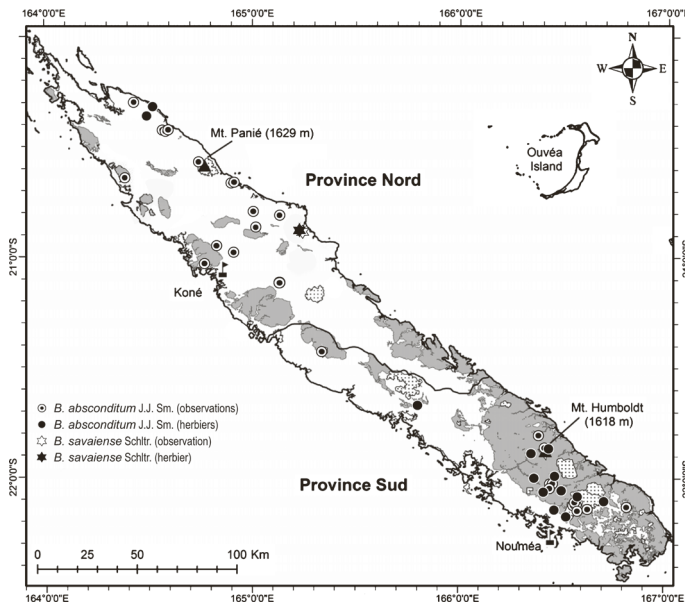 164°0'0"E 165°0'0"E 166°0'0"E 167°0'0"E
N
W E
S
Mt. Panié (1629 m)
Ouvéa
Island
Province Nord
21°0'0"S
Koné
B. absconditum J.J. Sm. (observations)
B. absconditum J.J. Sm. (herbiers)
B. savaiense Schltr. (observation)
B. savaiense Schltr. (herbier)
Mt. Humboldt
(1618 m)
22°0'0"S
Province Sud
Nouméa
0 25 50 100 Km
164°0'0"E 165°0'0"E 166°0'0"E 167°0'0"E